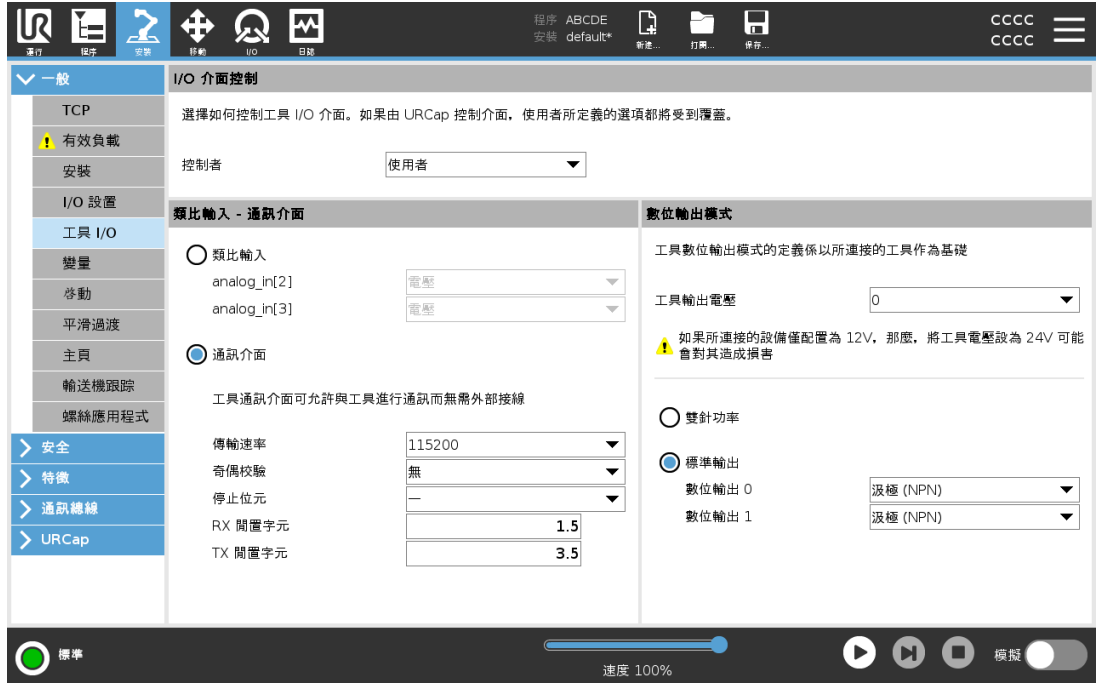 UR
運行
程序
安裝
移動
I/O
日誌
程序 ABCDE
安裝 default*
新建...
打開...
保存...
CCCC
CCCC
一般
TCP
有效負載
安裝
I/O 設置
工具 I/O
變量
啓動
平滑過渡
主頁
輸送機跟踪
螺絲應用程式
安全
特徵
通訊總線
URCap
I/O 介面控制
選擇如何控制工具 I/O 介面。如果由 URCap 控制介面，使用者所定義的選項都將受到覆蓋。
控制者 使用者
類比輸入 - 通訊介面
類比輸入
analog_in[2] 電壓
analog_in[3] 電壓
通訊介面
工具通訊介面可允許與工具進行通訊而無需外部接線
傳輸速率 115200
奇偶校驗 無
停止位元 一
RX 閒置字元 1.5
TX 閒置字元 3.5
數位輸出模式
工具數位輸出模式的定義係以所連接的工具作為基礎
工具輸出電壓 0
如果所連接的設備僅配置為 12V，那麼，將工具電壓設為 24V 可能
會對其造成損害
雙針功率
標準輸出
數位輸出 0 汲極 (NPN)
數位輸出 1 汲極 (NPN)
標準
速度 100%
模擬